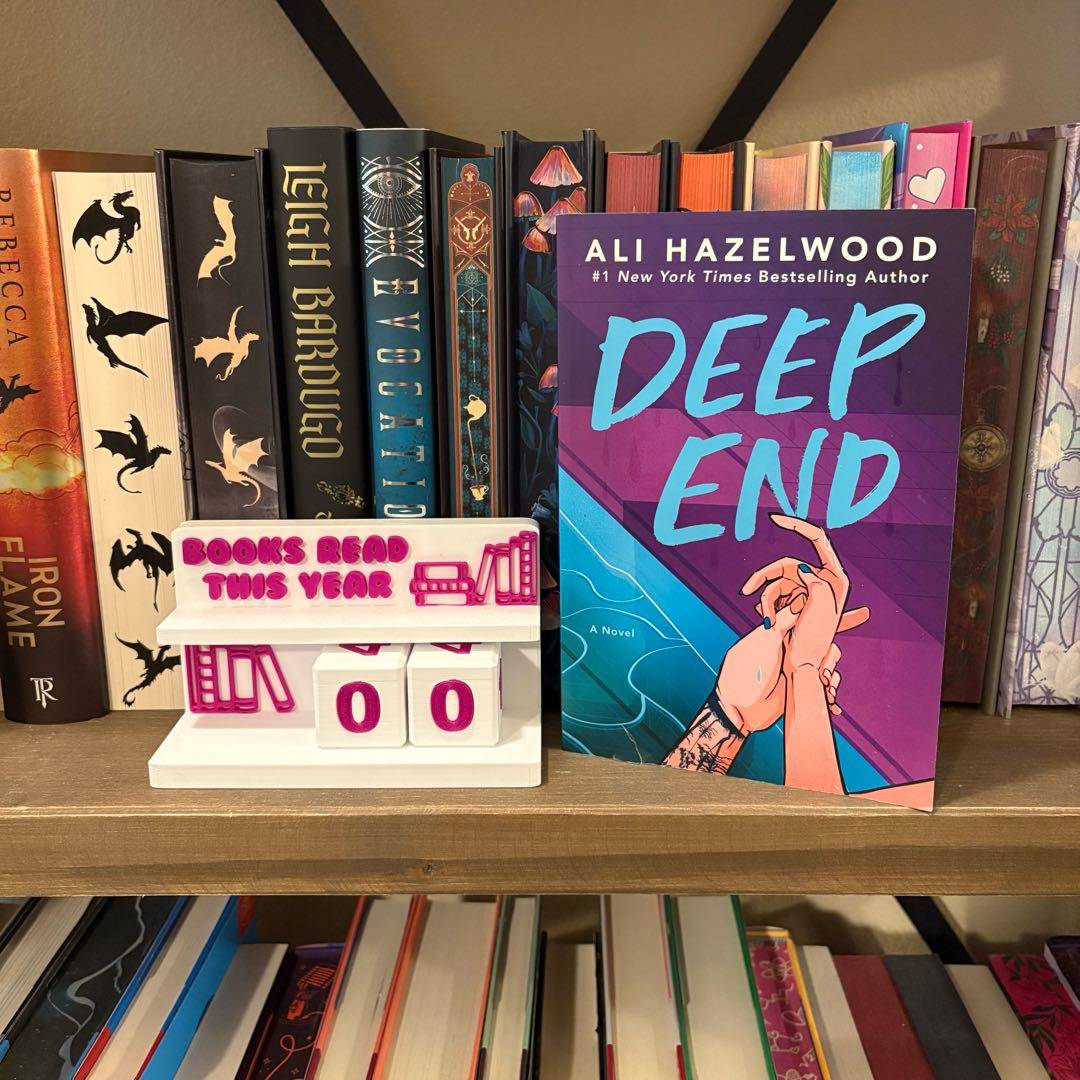 REBECCA
IRON
FLAME
LEIGH BARDUGO
EVOCATIO
BOOKS READ
THIS YEAR
0 0
ALI HAZELWOOD
#1 New York Times Bestselling Author
DEEP
END
A Novel